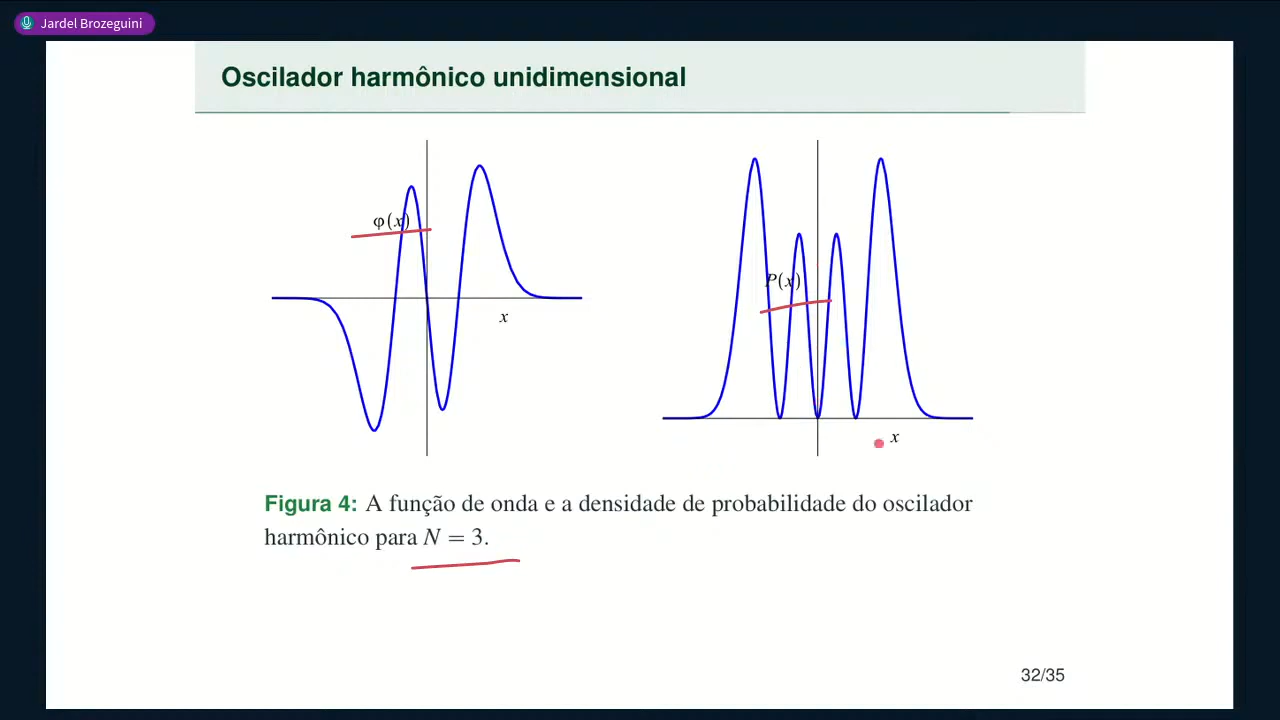 Jardel Brozeguini
Oscilador harmônico unidimensional
φ(x)
x
P(x)
x
Figura 4: A função de onda e a densidade de probabilidade do oscilador
harmônico para N = 3.
32/35